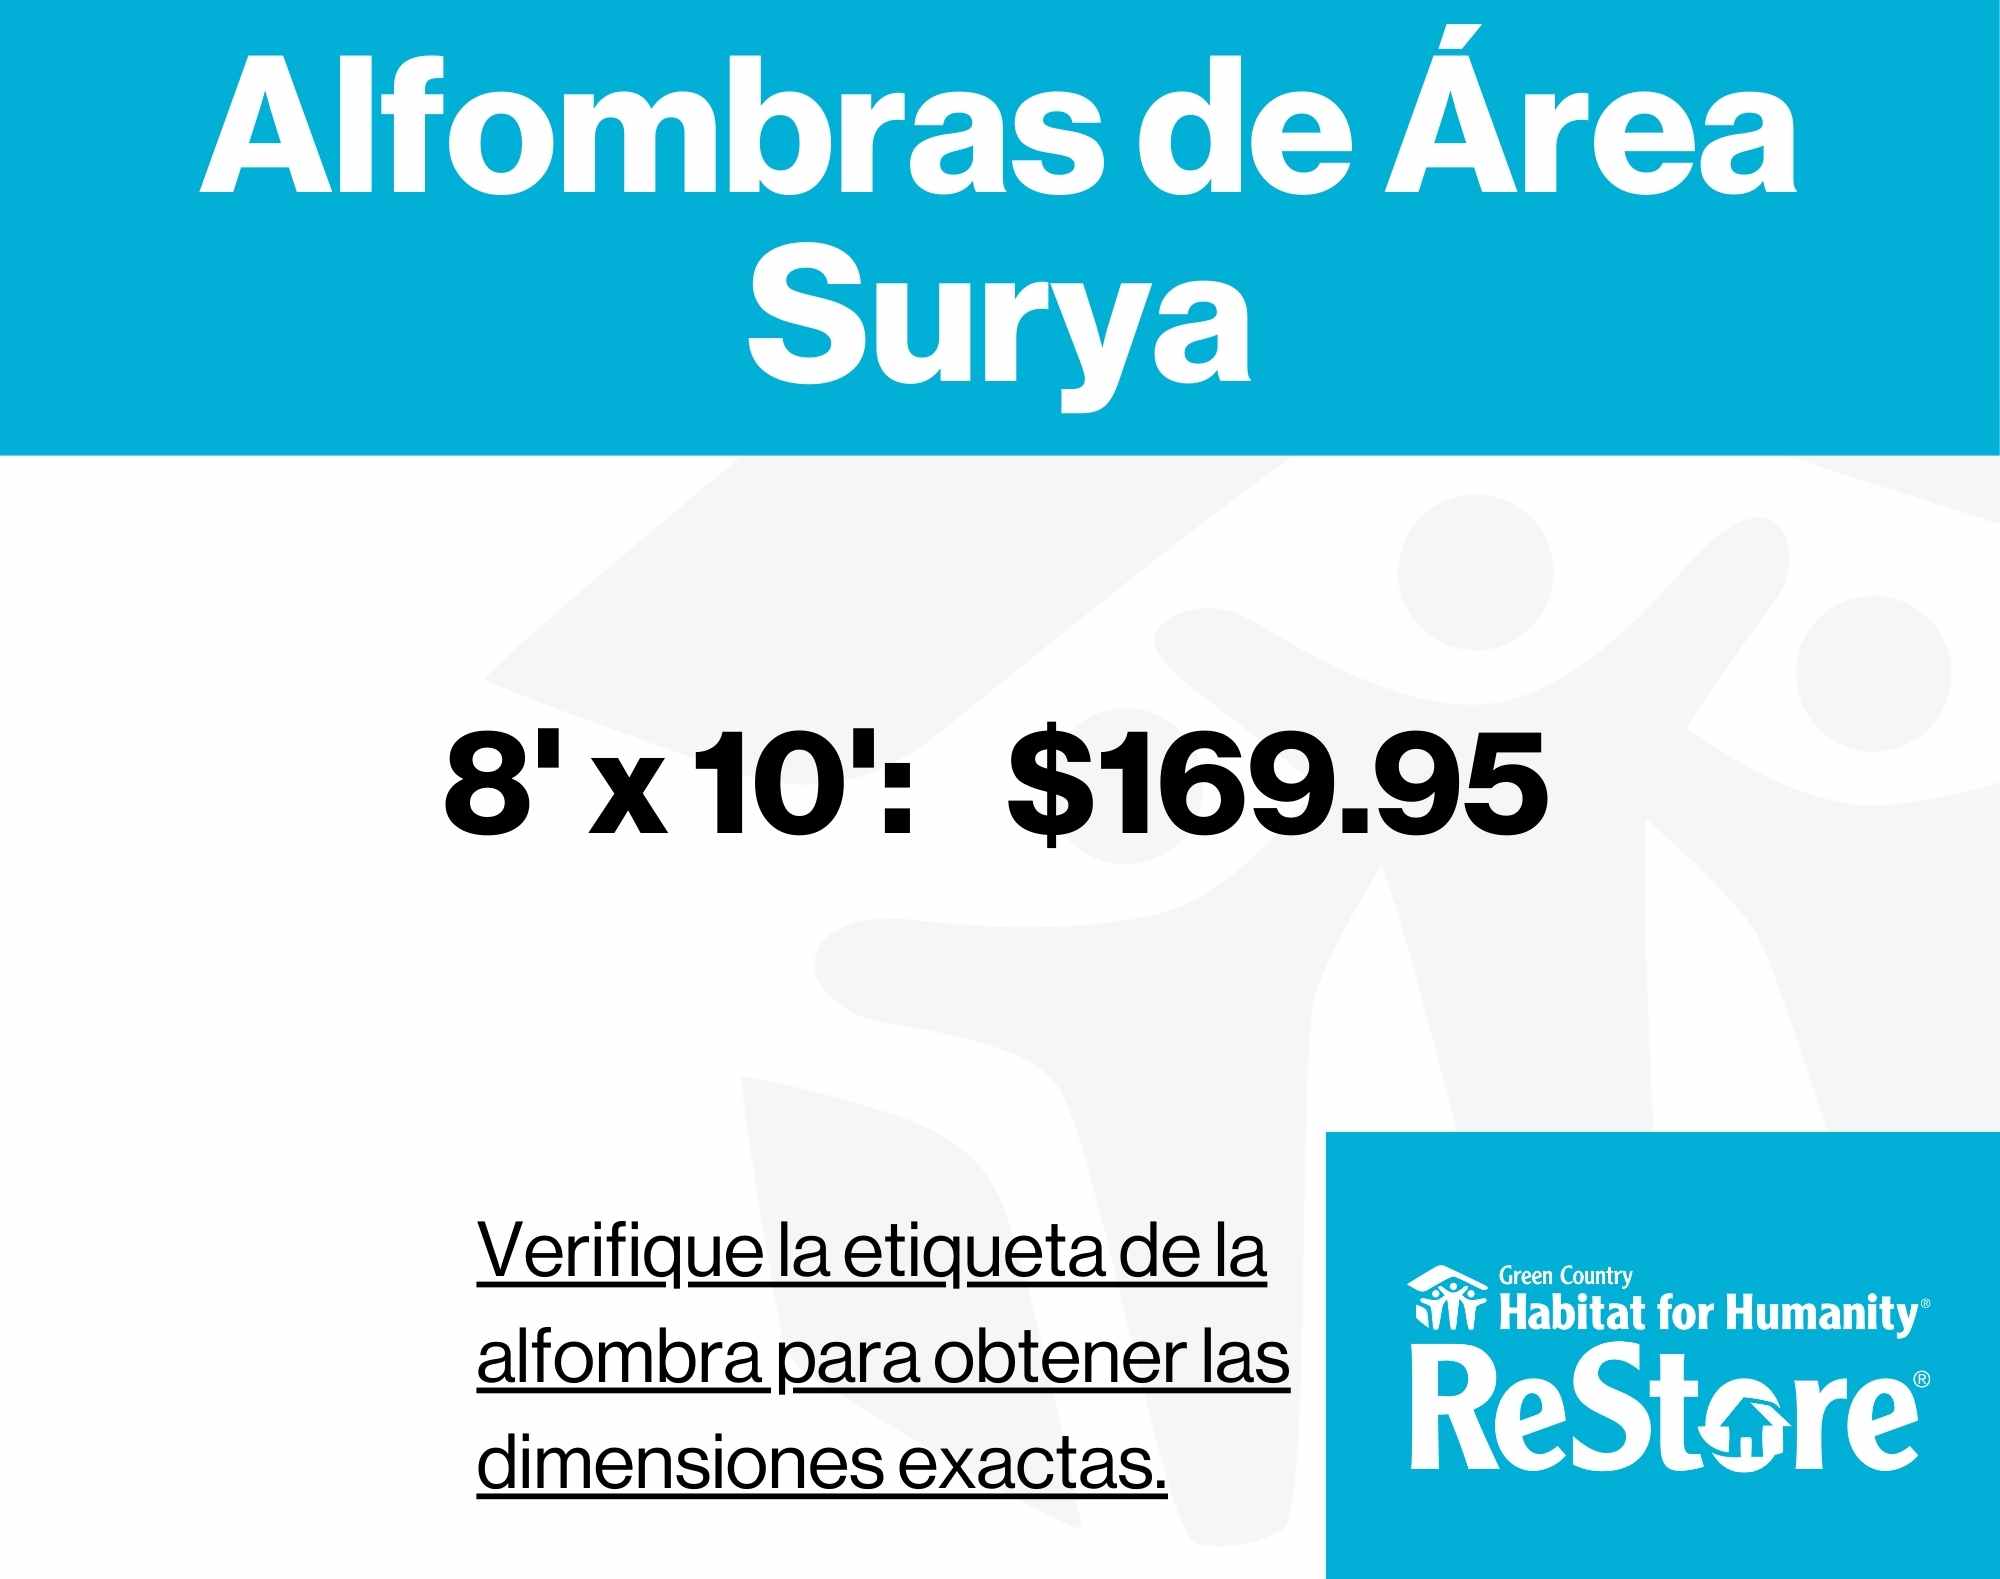 Alfombras de Área
Surya
8' x 10': $169.95
Verifique la etiqueta de la
alfombra para obtener las
dimensiones exactas.
Green Country
Habitat for Humanity®
ReStore®